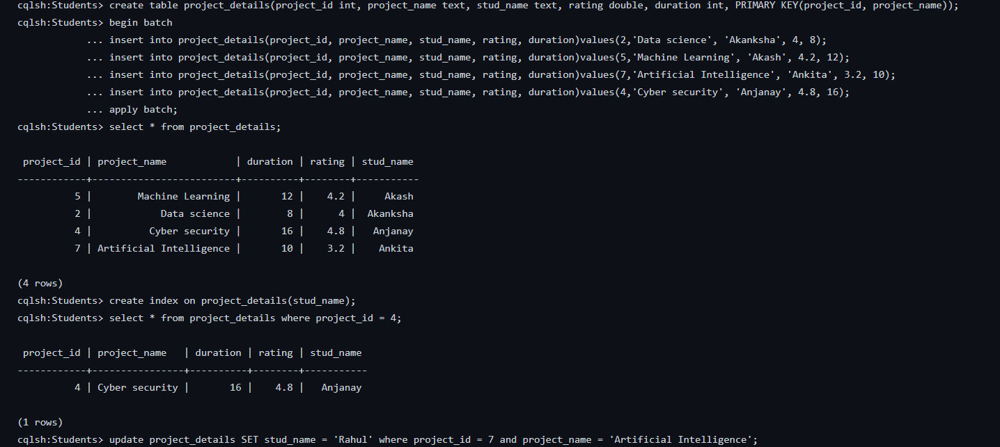 cqlsh:Students> create table project_details(project_id int, project_name text, stud_name text, rating double, duration int, PRIMARY KEY(project_id, project_name));
cqlsh:Students> begin batch
            ... insert into project_details(project_id, project_name, stud_name, rating, duration)values(2,'Data science', 'Akanksha', 4, 8);
            ... insert into project_details(project_id, project_name, stud_name, rating, duration)values(5,'Machine Learning', 'Akash', 4.2, 12);
            ... insert into project_details(project_id, project_name, stud_name, rating, duration)values(7,'Artificial Intelligence', 'Ankita', 3.2, 10);
            ... insert into project_details(project_id, project_name, stud_name, rating, duration)values(4,'Cyber security', 'Anjanay', 4.8, 16);
            ... apply batch;
cqlsh:Students> select * from project_details;
 project_id | project_name            | duration | rating | stud_name
------------+-------------------------+----------+--------+-----------
          5 |        Machine Learning |       12 |    4.2 |     Akash
          2 |            Data science |        8 |      4 |  Akanksha
          4 |          Cyber security |       16 |    4.8 |   Anjanay
          7 | Artificial Intelligence |       10 |    3.2 |    Ankita
(4 rows)
cqlsh:Students> create index on project_details(stud_name);
cqlsh:Students> select * from project_details where project_id = 4;
 project_id | project_name   | duration | rating | stud_name
------------+----------------+----------+--------+-----------
          4 | Cyber security |       16 |    4.8 |   Anjanay
(1 rows)
cqlsh:Students> update project_details SET stud_name = 'Rahul' where project_id = 7 and project_name = 'Artificial Intelligence';